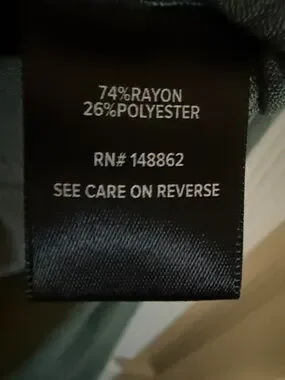 74%RAYON
26%POLYESTER
RN# 148862
SEE CARE ON REVERSE